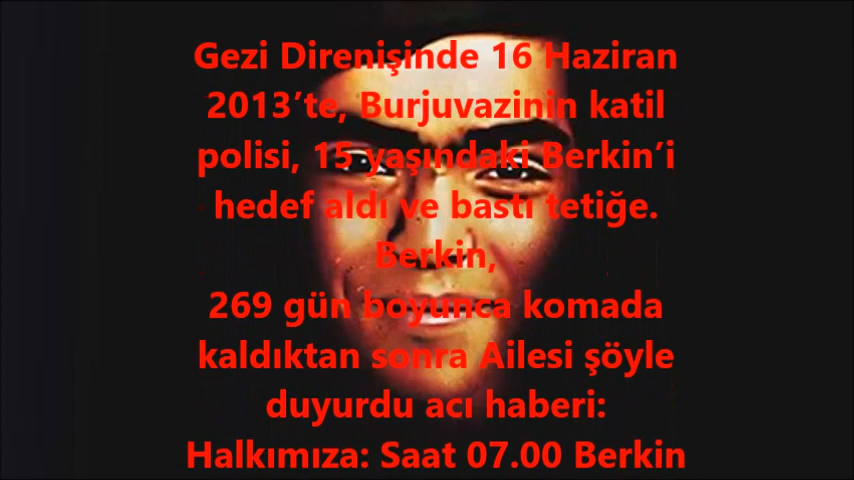 Gezi Direnişinde 16 Haziran
2013’te, Burjuvazinin katil
polisi, 15 yaşındaki Berkin’i
hedef aldı ve bastı tetiğe.
Berkin,
269 gün boyunca komada
kaldıktan sonra Ailesi şöyle
duyurdu acı haberi:
Halkımıza: Saat 07.00 Berkin